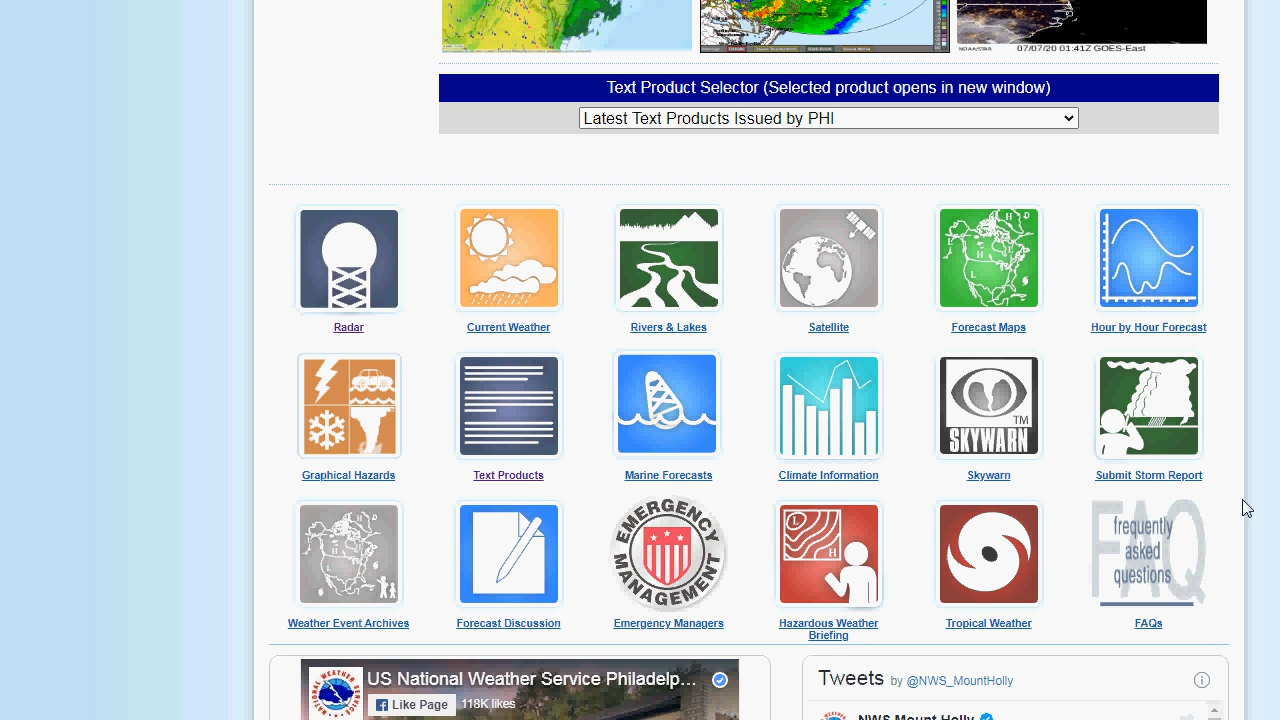 NOAA/STAR 07/07/20 01:41Z GOES-East
Text Product Selector (Selected product opens in new window)
Latest Text Products Issued by PHI
Radar
Current Weather
Rivers & Lakes
Satellite
Forecast Maps
Hour by Hour Forecast
TM
SKYWARN
Graphical Hazards
Text Products
Marine Forecasts
Climate Information
Skywarn
Submit Storm Report
EMERGENCY
MANAGEMENT
L
H
FAQ
frequently
asked
questions
Weather Event Archives
Forecast Discussion
Emergency Managers
Hazardous Weather
Briefing
Tropical Weather
FAQs
US National Weather Service Philadelp...
Like Page 118K likes
Tweets by @NWS_MountHolly
NWS Mount Holly